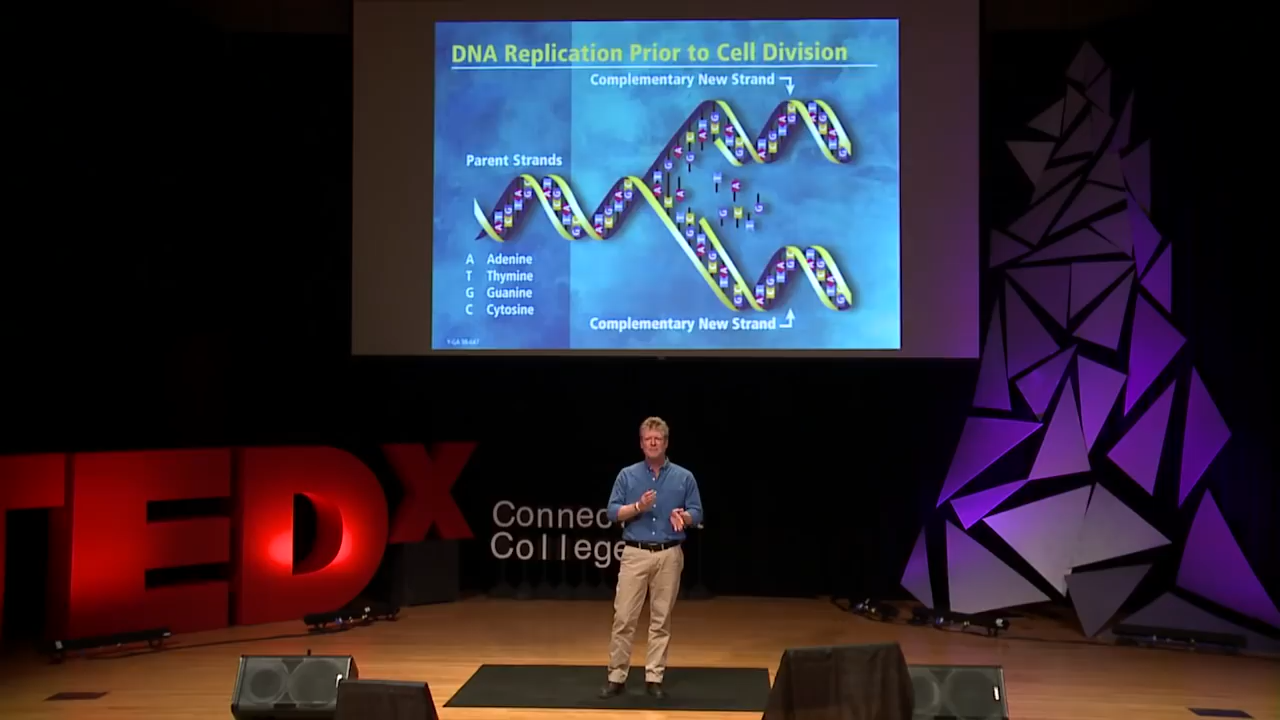 DNA Replication Prior to Cell Division
Complementary New Strand
Parent Strands
A Adenine
T Thymine
G Guanine
C Cytosine
Complementary New Strand
TEDx
Connec
College